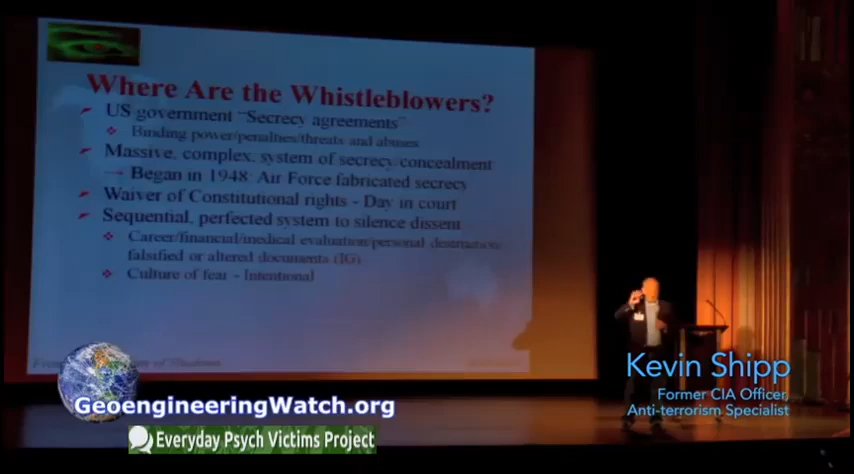 Where Are the Whistleblowers?
US government "Secrecy agreements"
Binding power/penalties/threats and abuses
Massive, complex, system of secrecy/concealment
→ Began in 1948: Air Force fabricated secrecy
Waiver of Constitutional rights - Day in court
Sequential, perfected system to silence dissent
Career/financial/medical evaluation/personal destruction
falsified or altered documents (IG)
Culture of fear - Intentional
of Shadows
Kevin Shipp
Former CIA Officer,
Anti-terrorism Specialist
GeoengineeringWatch.org
Everyday Psych Victims Project